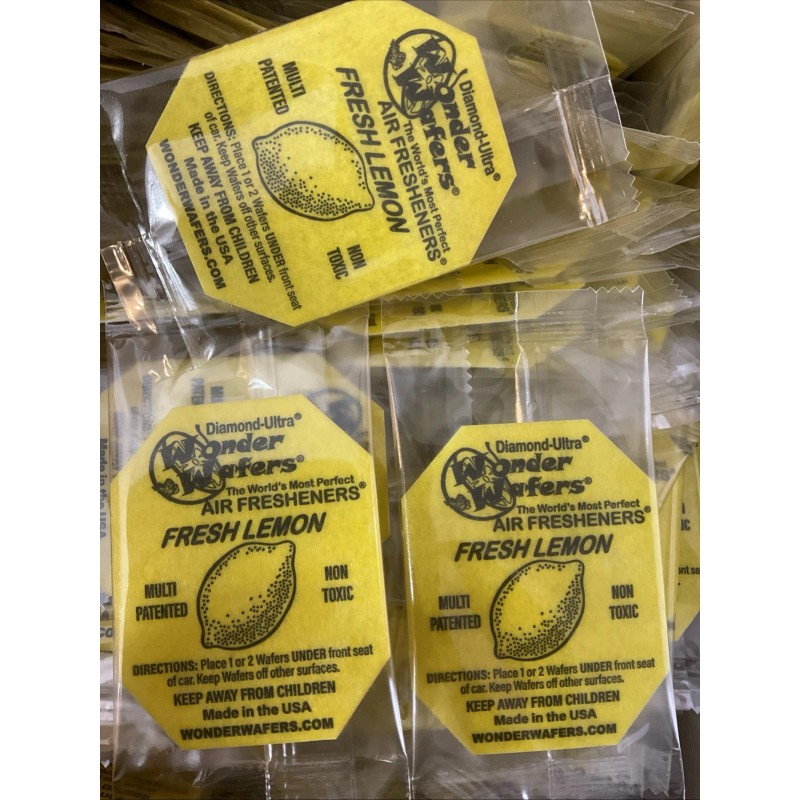 Diamond-Ultra®
Wonder
Wafers®
The World's Most Perfect
AIR FRESHENERS®
FRESH LEMON
MULTI
PATENTED
NON
TOXIC
DIRECTIONS: Place 1 or 2 Wafers UNDER front seat
of car. Keep Wafers off other surfaces.
KEEP AWAY FROM CHILDREN
Made in the USA
WONDERWAFERS.COM
Diamond-Ultra®
Wonder
Wafers®
The World's Most Perfect
AIR FRESHENERS®
FRESH LEMON
MULTI
PATENTED
NON
TOXIC
DIRECTIONS: Place 1 or 2 Wafers UNDER front seat
of car. Keep Wafers off other surfaces.
KEEP AWAY FROM CHILDREN
Made in the USA
WONDERWAFERS.COM
Diamond-Ultra®
Wonder
Wafers®
The World's Most Perfect
AIR FRESHENERS®
FRESH LEMON
MULTI
PATENTED
NON
TOXIC
DIRECTIONS: Place 1 or 2 Wafers UNDER front seat
of car. Keep Wafers off other surfaces.
KEEP AWAY FROM CHILDREN
Made in the USA
WONDERWAFERS.COM